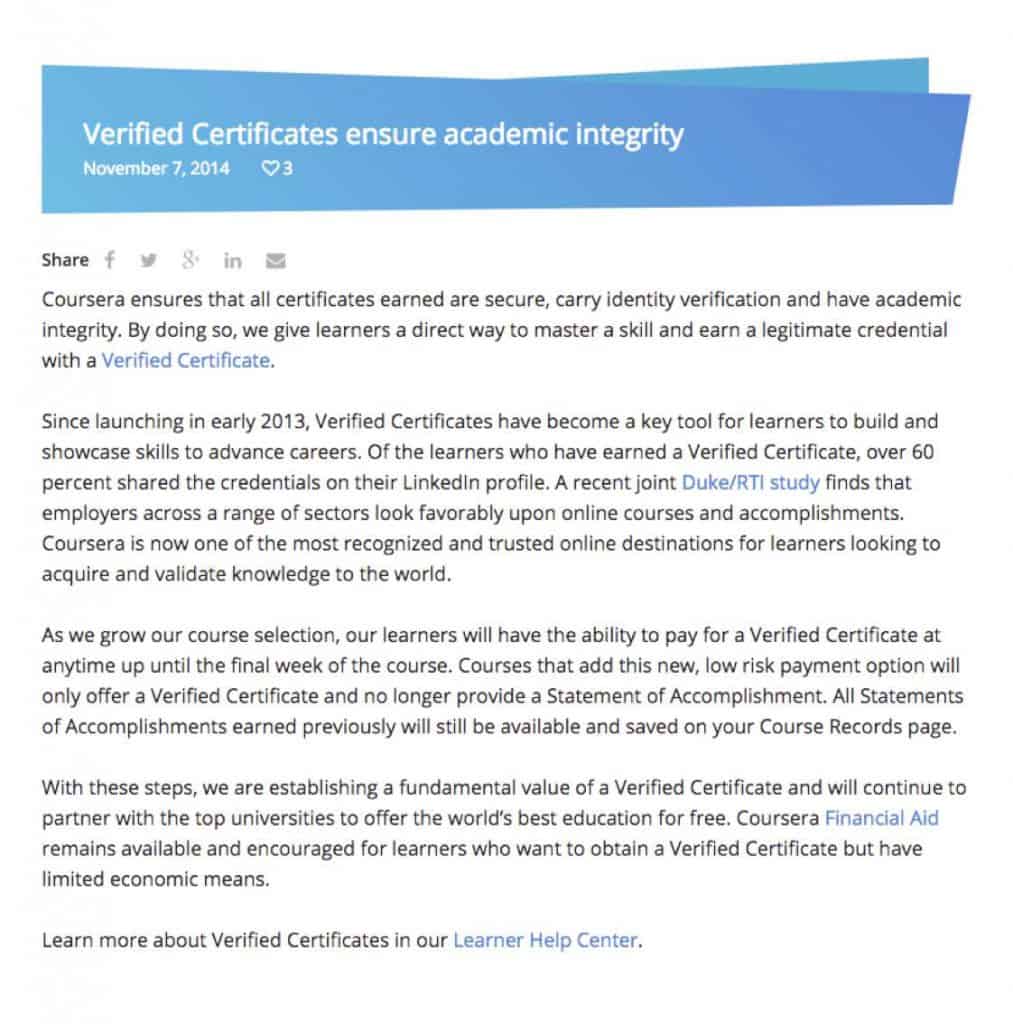 Verified Certificates ensure academic integrity
November 7, 2014 3
Share
Coursera ensures that all certificates earned are secure, carry identity verification and have academic
integrity. By doing so, we give learners a direct way to master a skill and earn a legitimate credential
with a Verified Certificate.
Since launching in early 2013, Verified Certificates have become a key tool for learners to build and
showcase skills to advance careers. Of the learners who have earned a Verified Certificate, over 60
percent shared the credentials on their LinkedIn profile. A recent joint Duke/RTI study finds that
employers across a range of sectors look favorably upon online courses and accomplishments.
Coursera is now one of the most recognized and trusted online destinations for learners looking to
acquire and validate knowledge to the world.
As we grow our course selection, our learners will have the ability to pay for a Verified Certificate at
anytime up until the final week of the course. Courses that add this new, low risk payment option will
only offer a Verified Certificate and no longer provide a Statement of Accomplishment. All Statements
of Accomplishments earned previously will still be available and saved on your Course Records page.
With these steps, we are establishing a fundamental value of a Verified Certificate and will continue to
partner with the top universities to offer the world's best education for free. Coursera Financial Aid
remains available and encouraged for learners who want to obtain a Verified Certificate but have
limited economic means.
Learn more about Verified Certificates in our Learner Help Center.